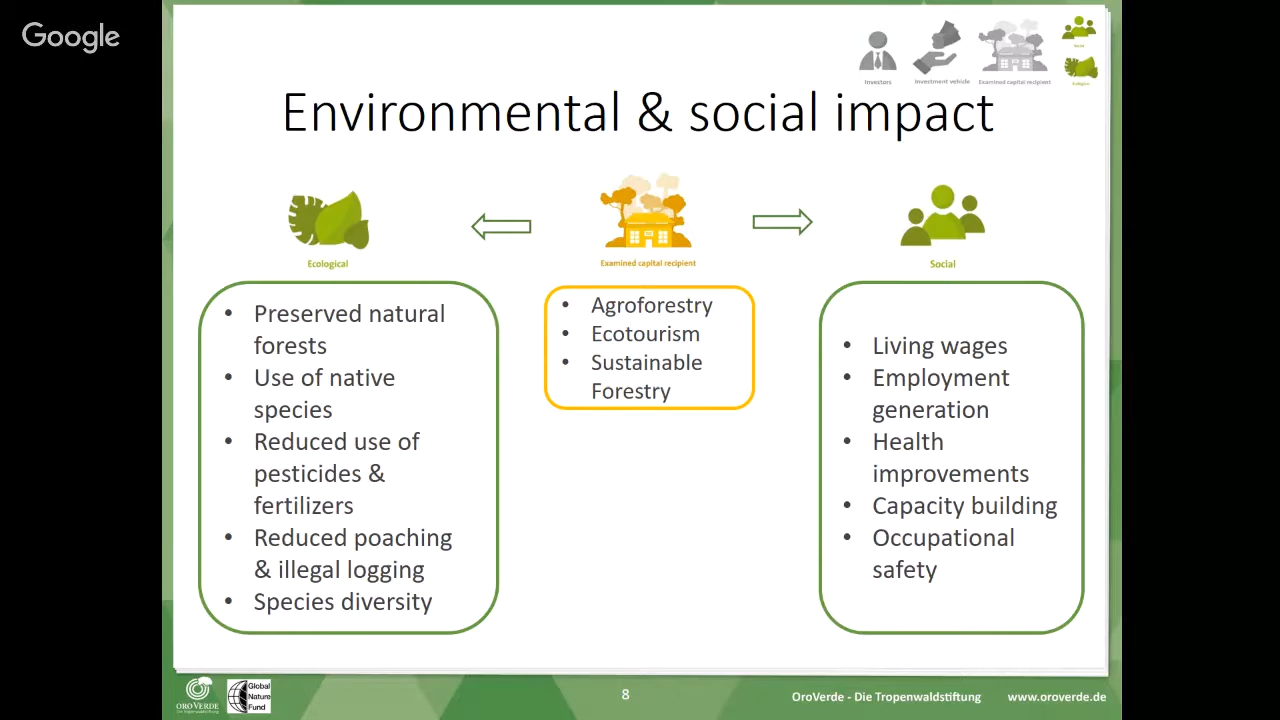 Google
Investors
Investment vehicle
Examined capital recipient
Social
Ecological
Environmental & social impact
Ecological
Examined capital recipient
Social
• Preserved natural
forests
• Use of native
species
• Reduced use of
pesticides &
fertilizers
• Reduced poaching
& illegal logging
• Species diversity
• Agroforestry
• Ecotourism
• Sustainable
Forestry
• Living wages
• Employment
generation
• Health
improvements
• Capacity building
• Occupational
safety
OROVERDE
Die Tropenwaldstiftung
Global
Nature
Fund
8
OroVerde - Die Tropenwaldstiftung
www.oroverde.de